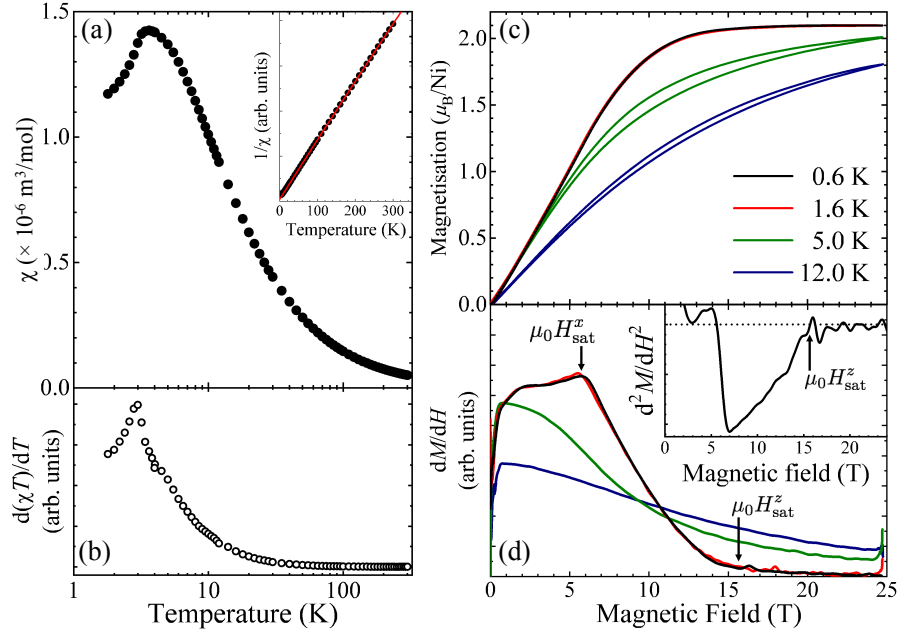 (a)
χ (× 10⁻⁶ m³/mol)
1.5
1.0
0.5
0.0
1/χ (arb. units)
0 100 200 300
Temperature (K)
(b)
d(χT)/dT
(arb. units)
1 10 100
Temperature (K)
(c)
Magnetisation (μB/Ni)
2.0
1.5
1.0
0.5
0.0
0.6 K
1.6 K
5.0 K
12.0 K
(d)
dM/dH
(arb. units)
μ₀Hˣsat
μ₀Hᶻsat
d²M/dH²
μ₀Hᶻsat
0 5 10 15 20
Magnetic field (T)
0 5 10 15 20 25
Magnetic Field (T)